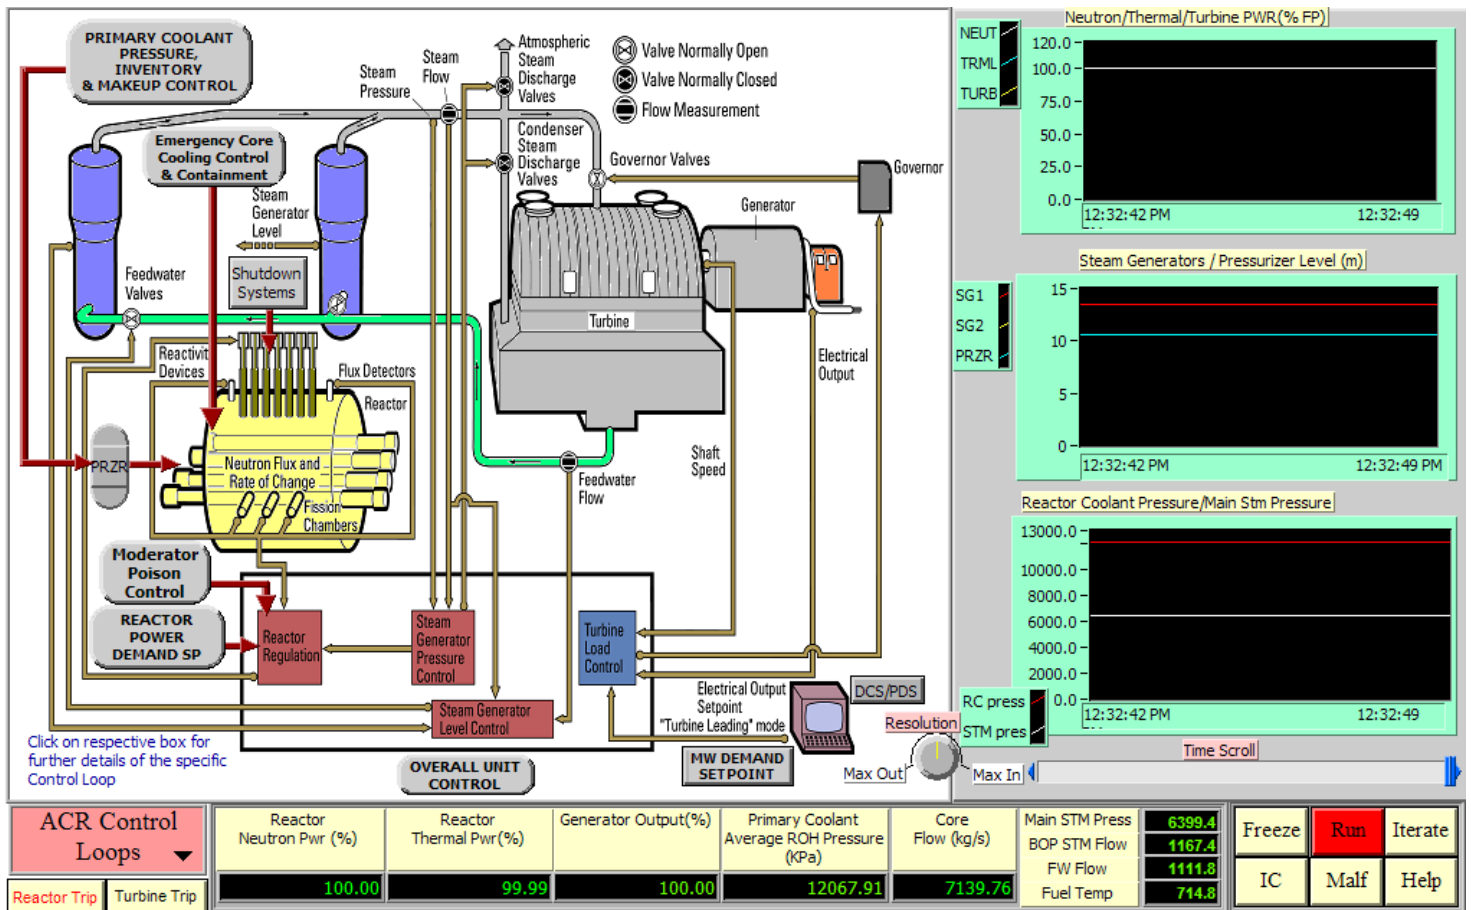 PRIMARY COOLANT
PRESSURE,
INVENTORY
& MAKEUP CONTROL
Steam
Flow
Steam
Pressure
Atmospheric
Steam
Discharge
Valves
Valve Normally Open
Valve Normally Closed
Flow Measurement
Emergency Core
Cooling Control
& Containment
Condenser
Steam
Discharge
Valves
Governor Valves
Governor
Steam
Generator
Level
Generator
Feedwater
Valves
Shutdown
Systems
Turbine
Reactivit
Devices
Flux Detectors
Reactor
Electrical
Output
PRZR
Neutron Flux and
Rate of Change
Fission
Chambers
Feedwater
Flow
Shaft
Speed
Moderator
Poison
Control
REACTOR
POWER
DEMAND SP
Reactor
Regulation
Steam
Generator
Pressure
Control
Turbine
Load
Control
Steam Generator
Level Control
Electrical Output
Setpoint
"Turbine Leading" mode
DCS/PDS
MW DEMAND
SETPOINT
Click on respective box for
further details of the specific
Control Loop
OVERALL UNIT
CONTROL
Resolution
Max Out
Max In
Time Scroll
Neutron/Thermal/Turbine PWR(% FP)
NEUT
TRML
TURB
120.0
100.0
75.0
50.0
25.0
0.0
12:32:42 PM
12:32:49
Steam Generators / Pressurizer Level (m)
SG1
SG2
PRZR
15
10
5
0
12:32:42 PM
12:32:49 PM
Reactor Coolant Pressure/Main Stm Pressure
13000.0
10000.0
8000.0
6000.0
4000.0
2000.0
0.0
RC press
STM pres
12:32:42 PM
12:32:49
ACR Control
Loops
Reactor Trip
Turbine Trip
Reactor
Neutron Pwr (%)
100.00
Reactor
Thermal Pwr(%)
99.99
Generator Output(%)
100.00
Primary Coolant
Average ROH Pressure
(KPa)
12067.91
Core
Flow (kg/s)
7139.76
Main STM Press 6399.4
BOP STM Flow 1167.4
FW Flow 1111.8
Fuel Temp 714.8
Freeze Run Iterate
IC Malf Help